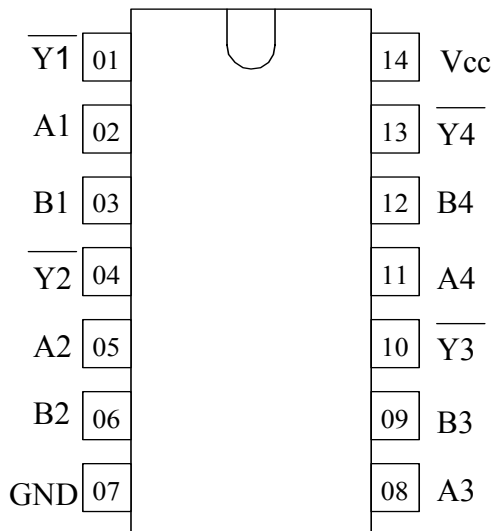 Y1 01 14 Vcc
A1 02 13 Y4
B1 03 12 B4
Y2 04 11 A4
A2 05 10 Y3
B2 06 09 B3
GND 07 08 A3